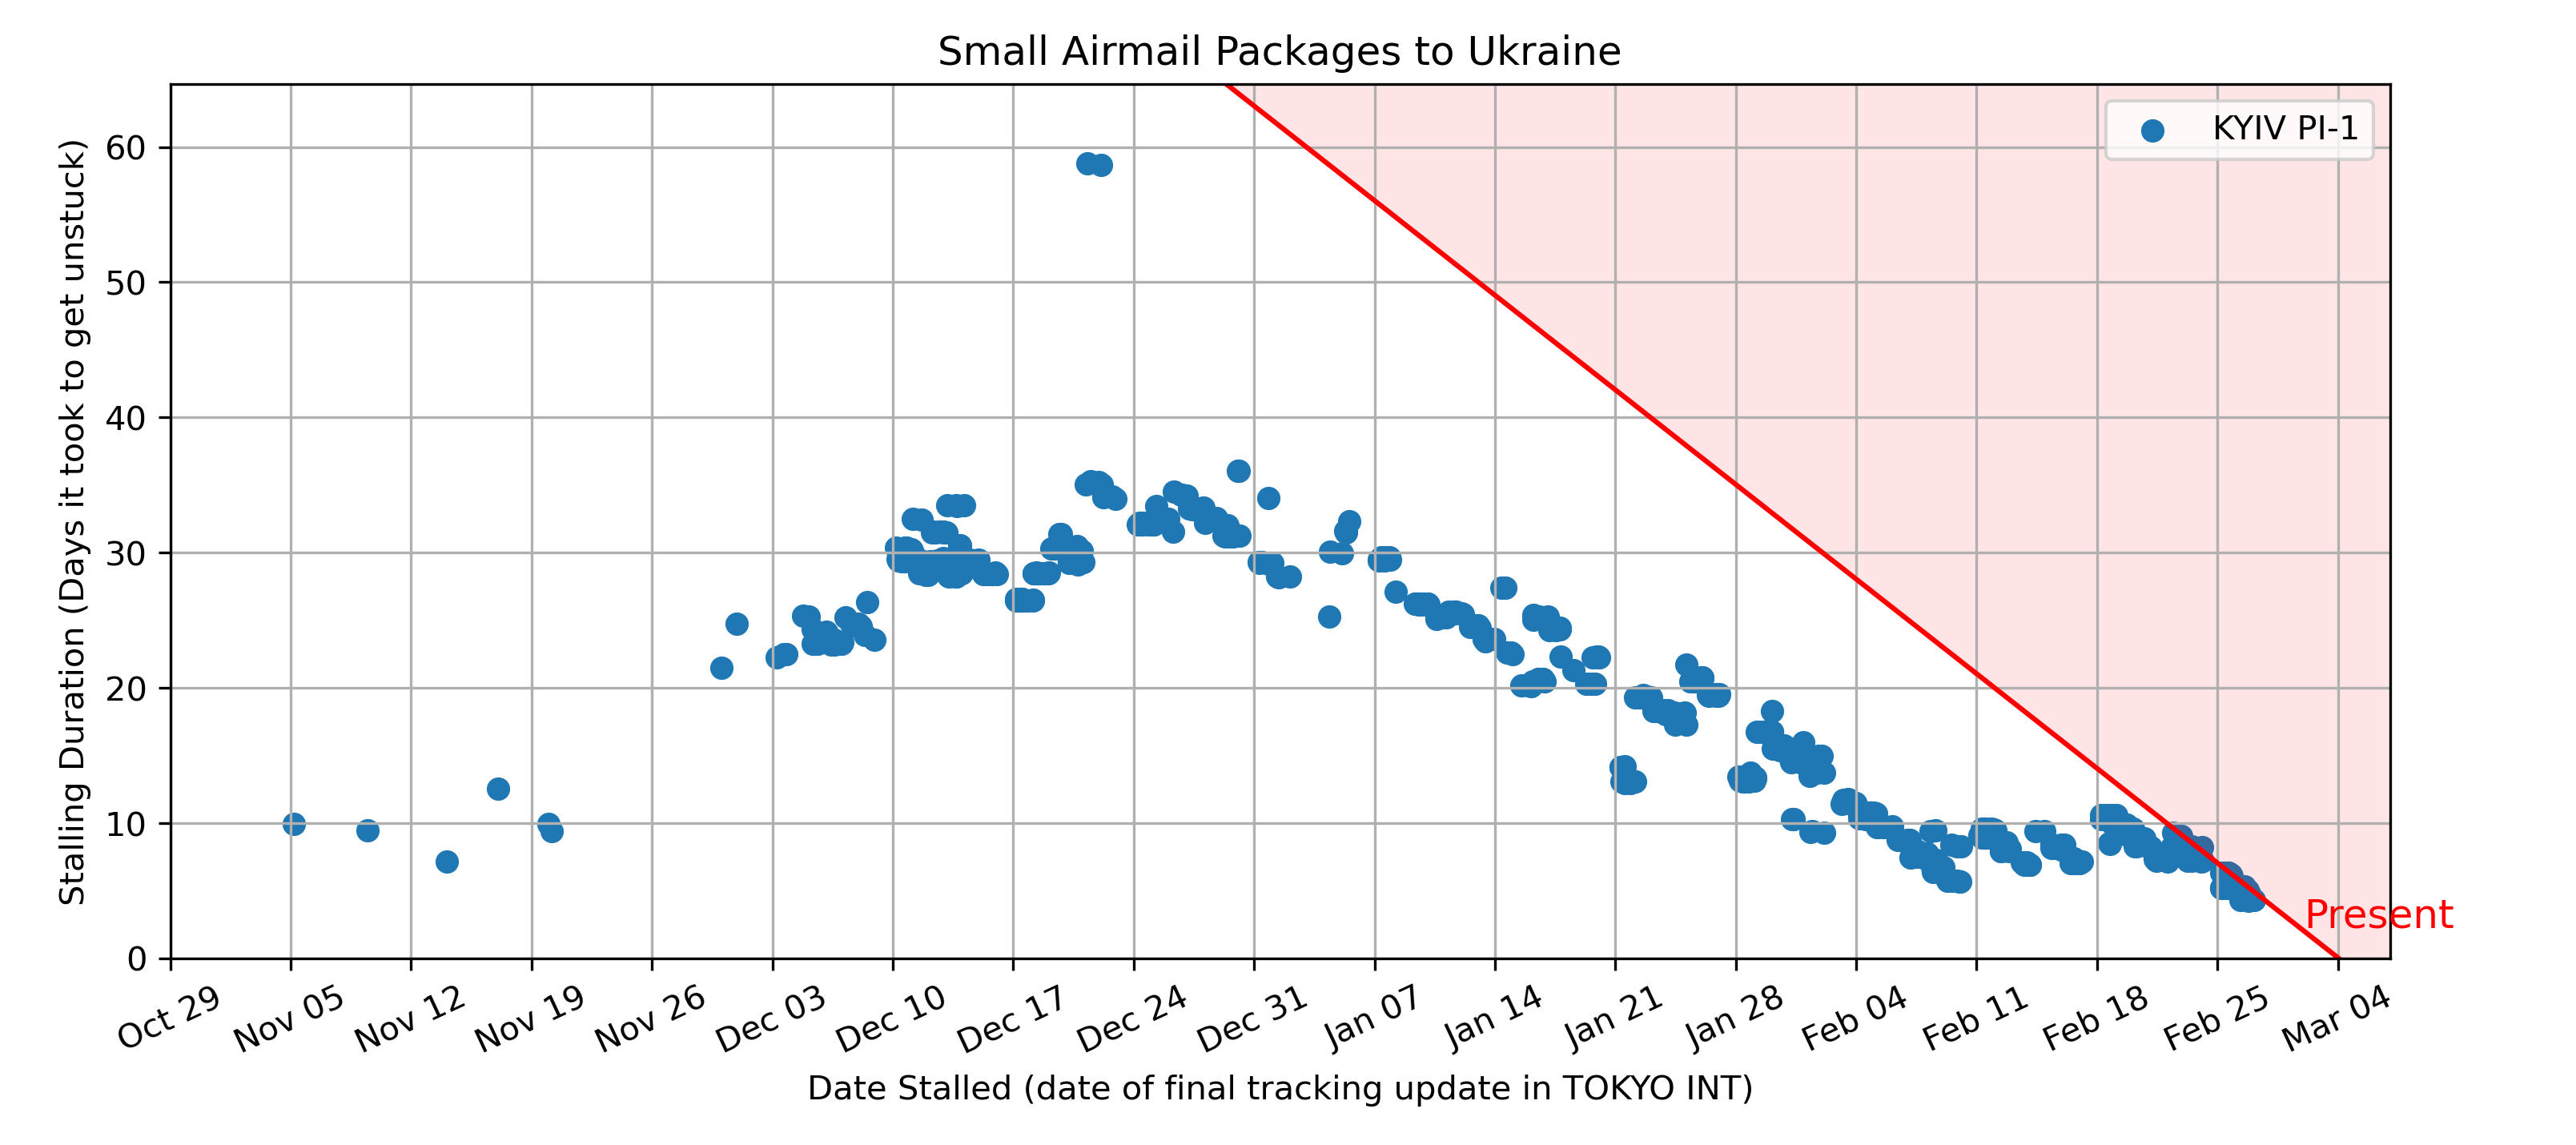 Small Airmail Packages to Ukraine
KYIV PI-1
Stalling Duration (Days it took to get unstuck)
60
50
40
30
20
10
0
Present
Oct 29
Nov 05
Nov 12
Nov 19
Nov 26
Dec 03
Dec 10
Dec 17
Dec 24
Dec 31
Jan 07
Jan 14
Jan 21
Jan 28
Feb 04
Feb 11
Feb 18
Feb 25
Mar 04
Date Stalled (date of final tracking update in TOKYO INT)